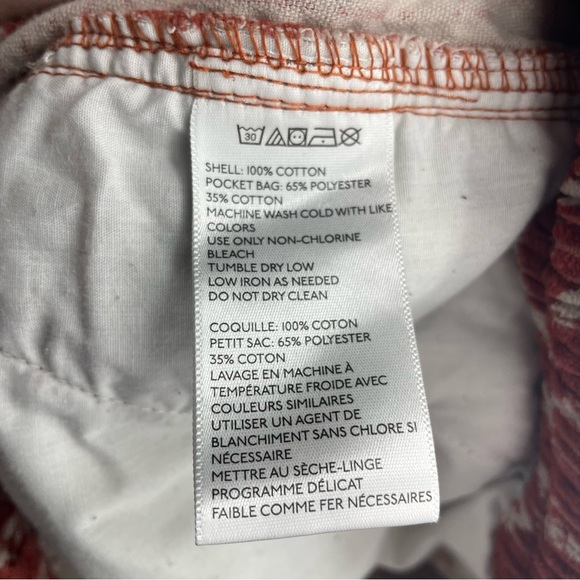 30
SHELL: 100% COTTON
POCKET BAG: 65% POLYESTER
35% COTTON
MACHINE WASH COLD WITH LIKE
COLORS
USE ONLY NON-CHLORINE
BLEACH
TUMBLE DRY LOW
LOW IRON AS NEEDED
DO NOT DRY CLEAN
COQUILLE: 100% COTON
PETIT SAC: 65% POLYESTER
35% COTON
LAVAGE EN MACHINE À
TEMPÉRATURE FROIDE AVEC
COULEURS SIMILAIRES
UTILISER UN AGENT DE
BLANCHIMENT SANS CHLORE SI
NÉCESSAIRE
METTRE AU SÈCHE-LINGE
PROGRAMME DÉLICAT
FAIBLE COMME FER NÉCESSAIRES